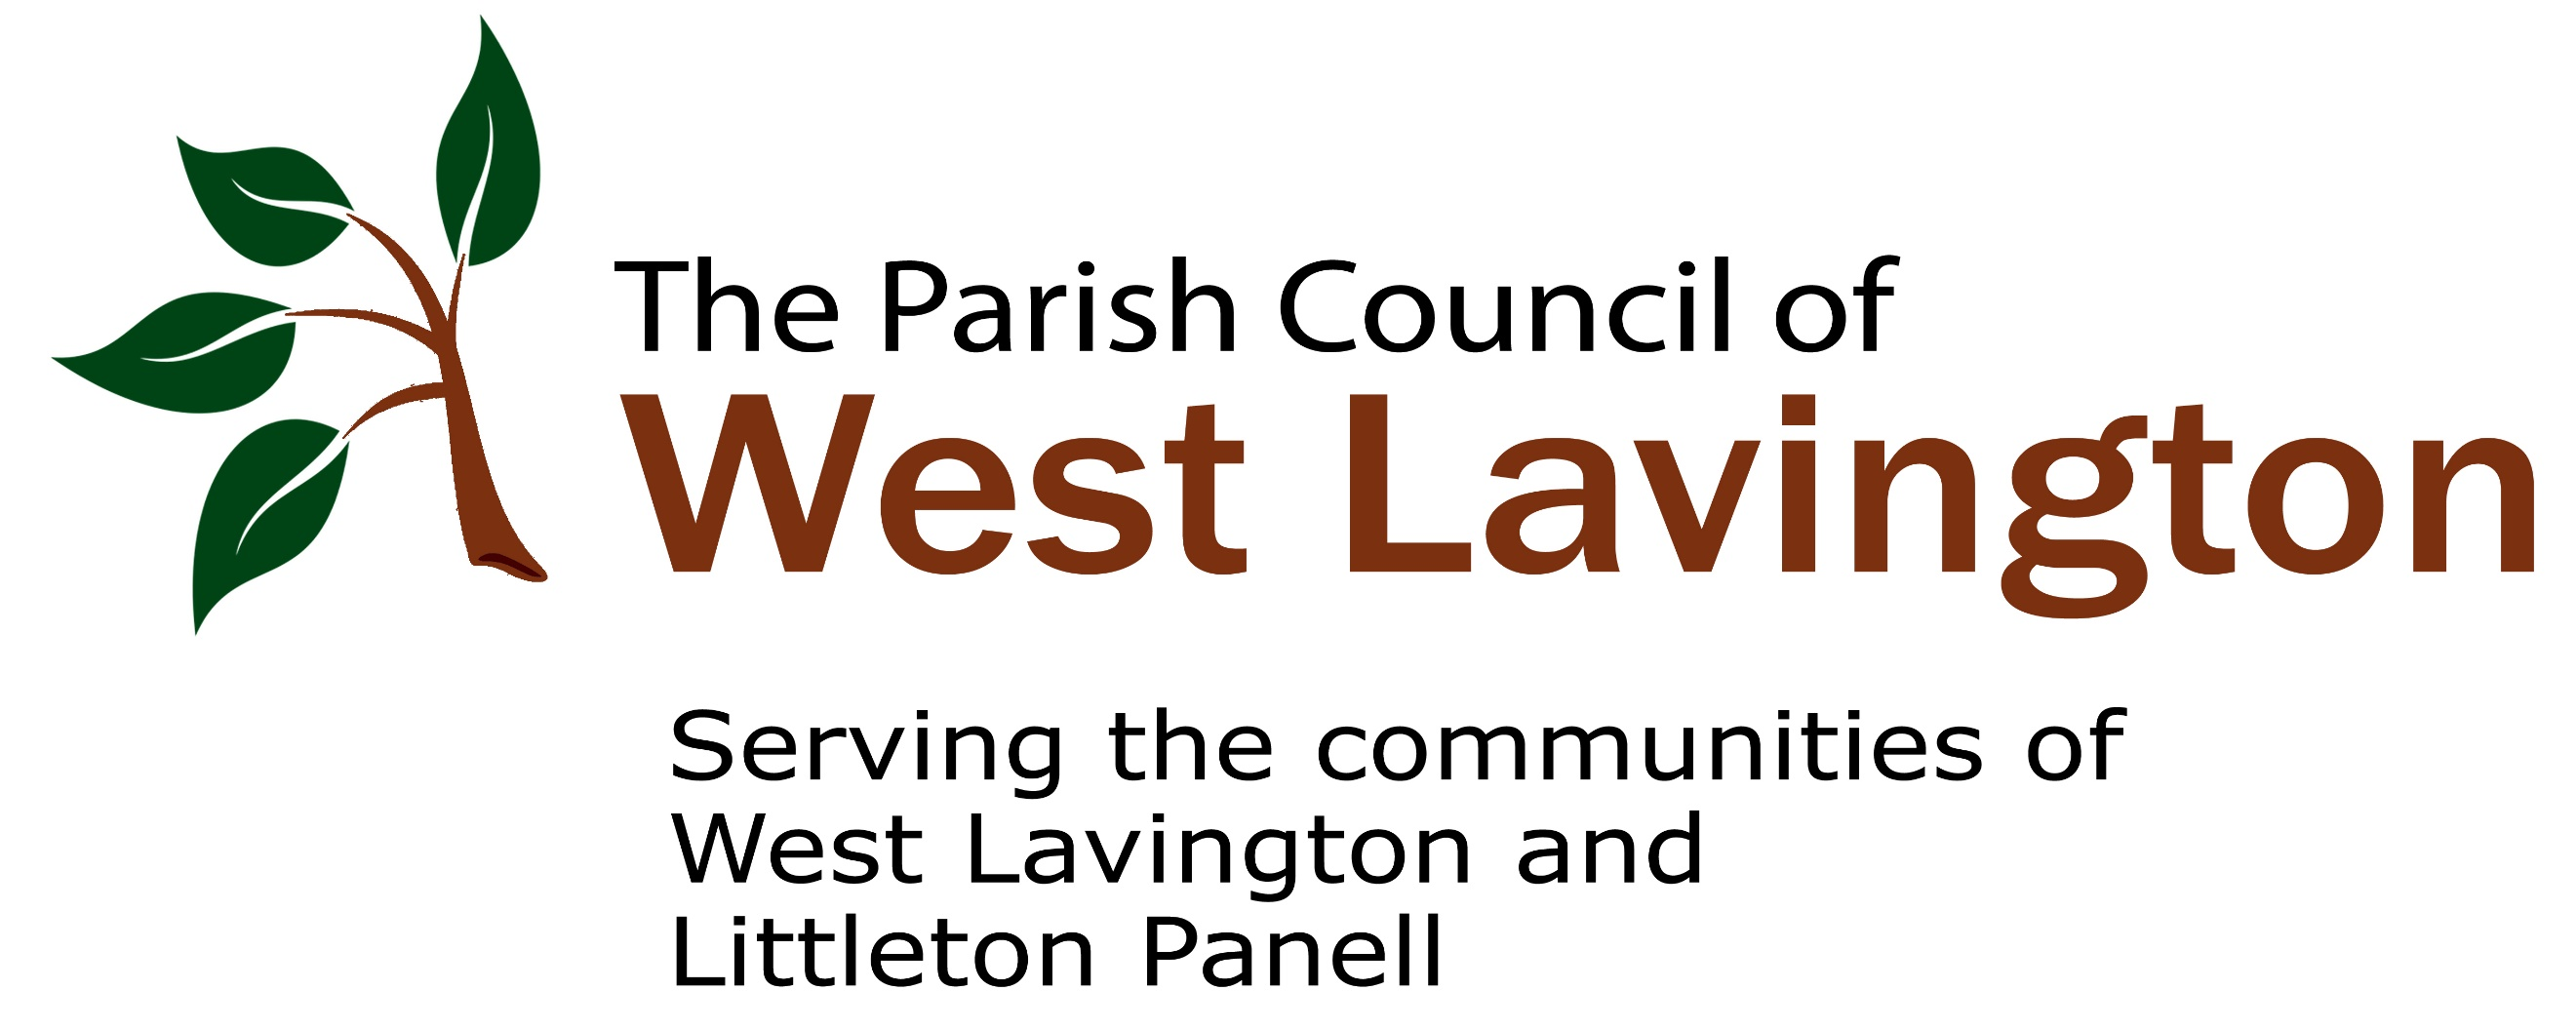 The Parish Council of
West Lavington
Serving the communities of
West Lavington and
Littleton Panell